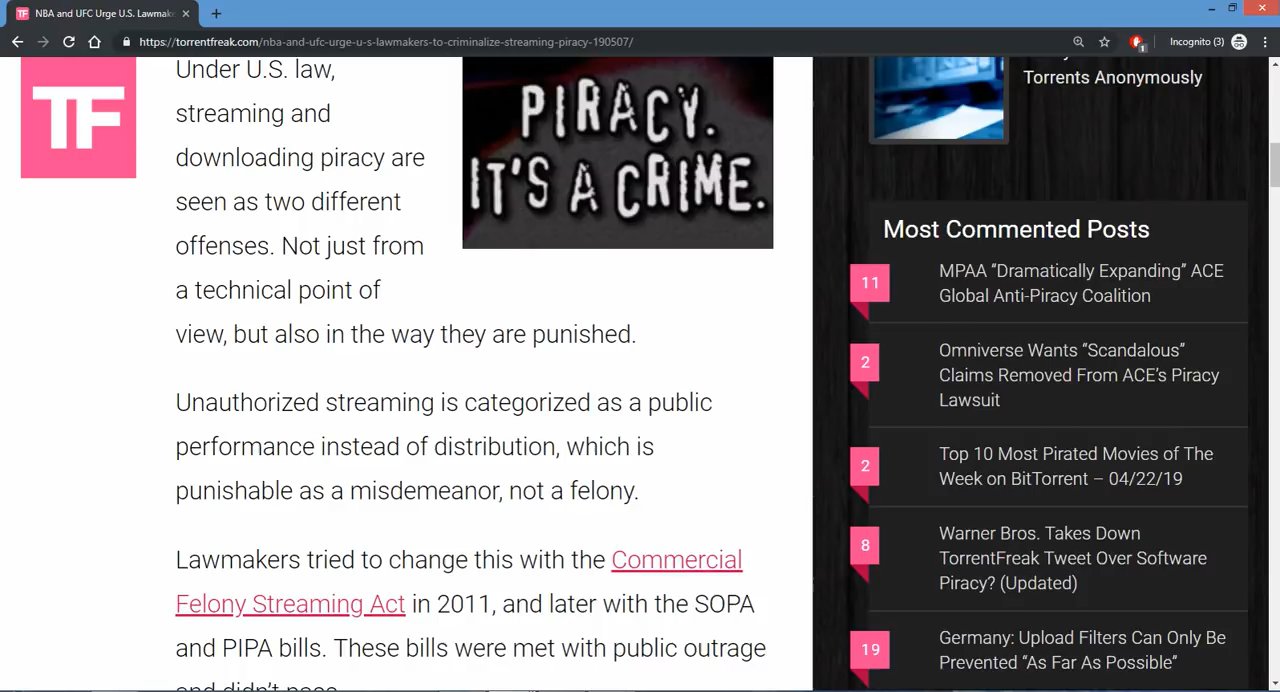 NBA and UFC Urge U.S. Lawmake
https://torrentfreak.com/nba-and-ufc-urge-u-s-lawmakers-to-criminalize-streaming-piracy-190507/
1
Incognito (3)
TF
Under U.S. law,
streaming and
downloading piracy are
seen as two different
offenses. Not just from
a technical point of
view, but also in the way they are punished.
PIRACY.
IT'S A CRIME.
Unauthorized streaming is categorized as a public
performance instead of distribution, which is
punishable as a misdemeanor, not a felony.
Lawmakers tried to change this with the Commercial
Felony Streaming Act in 2011, and later with the SOPA
and PIPA bills. These bills were met with public outrage
and didn't pass
Torrents Anonymously
Most Commented Posts
11
MPAA “Dramatically Expanding” ACE
Global Anti-Piracy Coalition
2
Omniverse Wants “Scandalous”
Claims Removed From ACE’s Piracy
Lawsuit
2
Top 10 Most Pirated Movies of The
Week on BitTorrent – 04/22/19
8
Warner Bros. Takes Down
TorrentFreak Tweet Over Software
Piracy? (Updated)
19
Germany: Upload Filters Can Only Be
Prevented “As Far As Possible”